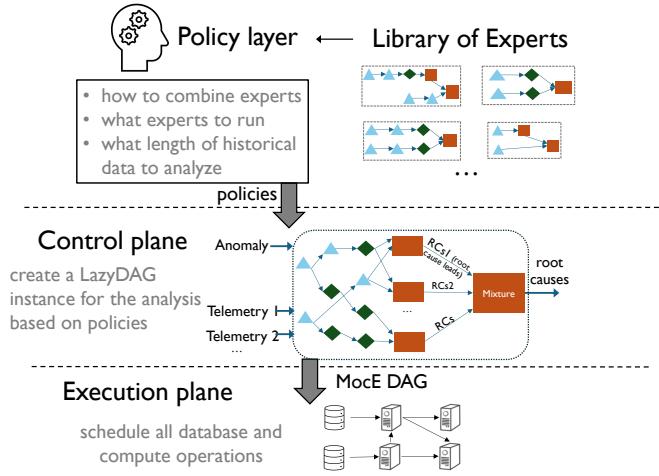 Policy layer
Library of Experts
• how to combine experts
• what experts to run
• what length of historical
data to analyze
...
policies
Control plane
create a LazyDAG
instance for the analysis
based on policies
Anomaly
Telemetry 1
Telemetry 2
...
RCs1 (root
cause leads)
RCs2
...
RCs
Mixture
root
causes
MocE DAG
Execution plane
schedule all database and
compute operations